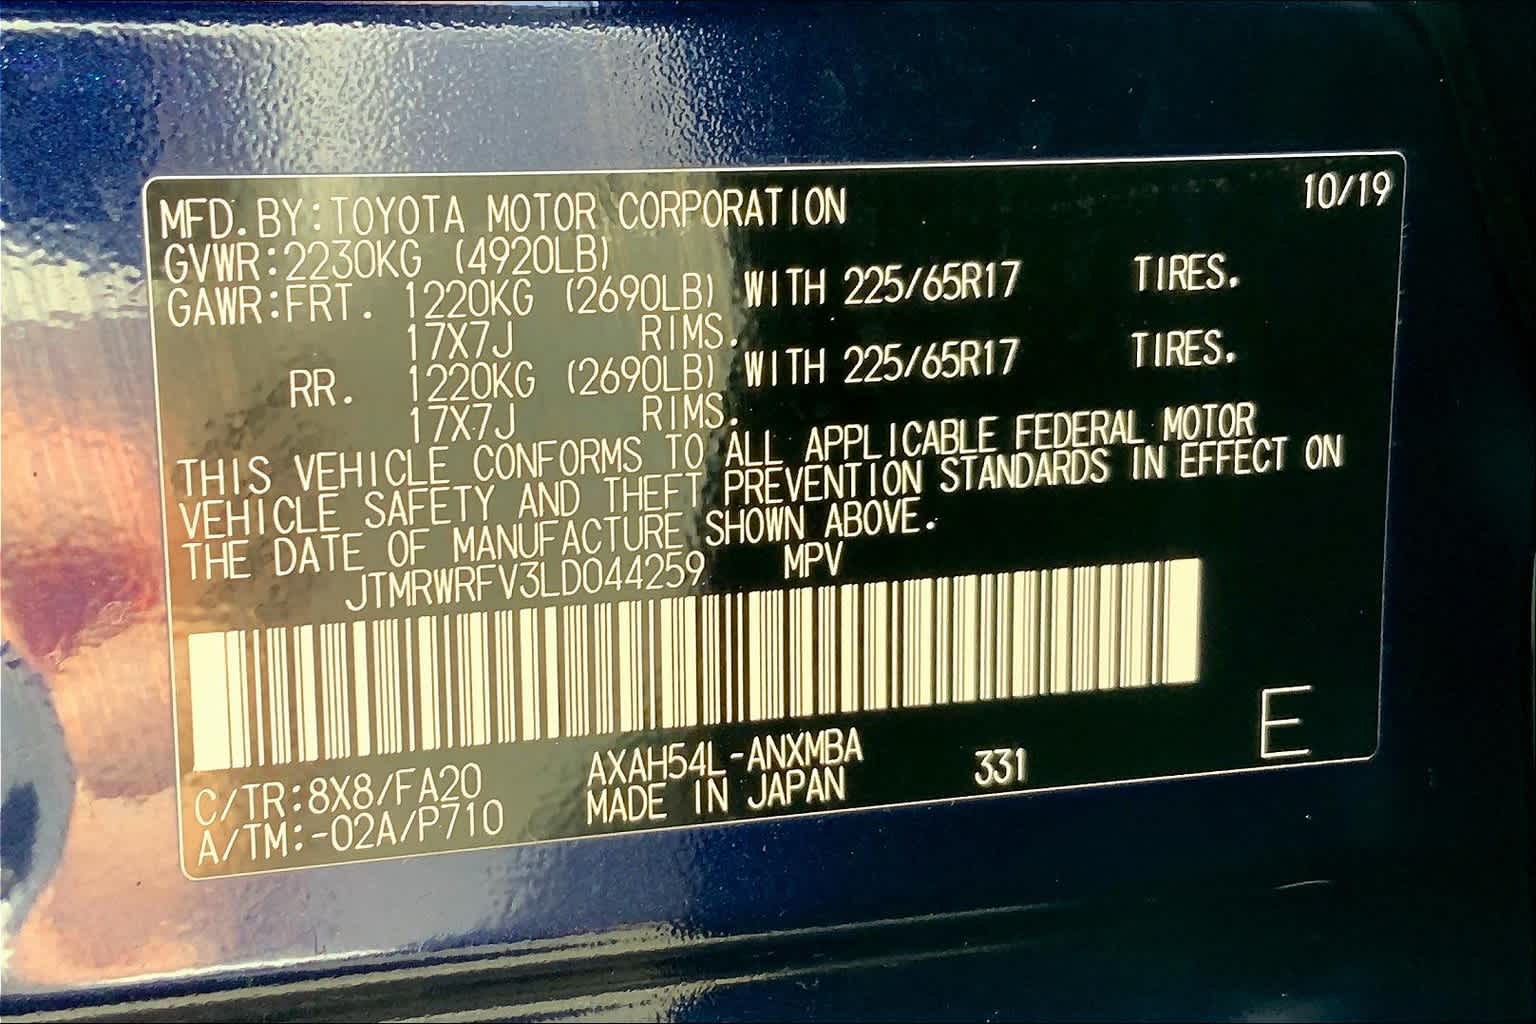 MFD.BY:TOYOTA MOTOR CORPORATION 10/19
GVWR:2230KG (4920LB)
GAWR:FRT. 1220KG (2690LB) WITH 225/65R17 TIRES.
17X7J RIMS.
RR. 1220KG (2690LB) WITH 225/65R17 TIRES.
17X7J RIMS.
THIS VEHICLE CONFORMS TO ALL APPLICABLE FEDERAL MOTOR
VEHICLE SAFETY AND THEFT PREVENTION STANDARDS IN EFFECT ON
THE DATE OF MANUFACTURE SHOWN ABOVE.
JTMRWRFV3LD044259 MPV
E
C/TR:8X8/FA20 AXAH54L-ANXMBA 331
A/TM:-02A/P710 MADE IN JAPAN